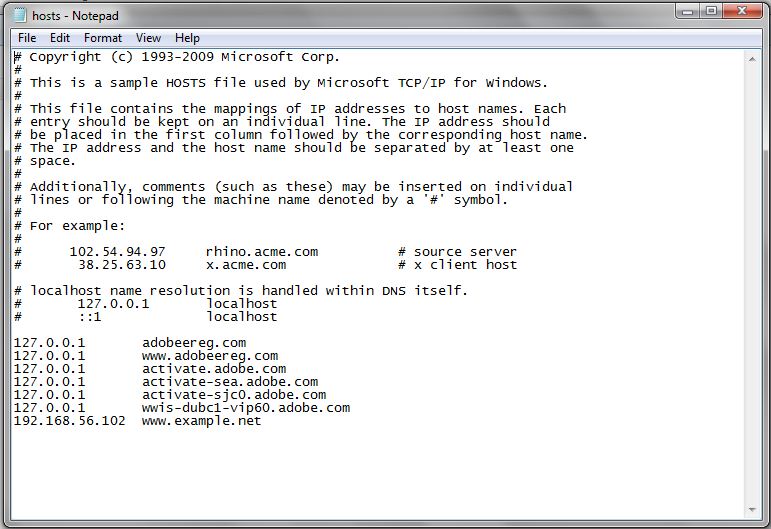 hosts - Notepad
File Edit Format View Help
# Copyright (c) 1993-2009 Microsoft Corp.
#
# This is a sample HOSTS file used by Microsoft TCP/IP for Windows.
#
# This file contains the mappings of IP addresses to host names. Each
# entry should be kept on an individual line. The IP address should
# be placed in the first column followed by the corresponding host name.
# The IP address and the host name should be separated by at least one
# space.
#
# Additionally, comments (such as these) may be inserted on individual
# lines or following the machine name denoted by a '#' symbol.
#
# For example:
#
#      102.54.94.97     rhino.acme.com          # source server
#       38.25.63.10     x.acme.com              # x client host

# localhost name resolution is handled within DNS itself.
#       127.0.0.1       localhost
#       ::1             localhost

127.0.0.1       adobeereg.com
127.0.0.1       www.adobeereg.com
127.0.0.1       activate.adobe.com
127.0.0.1       activate-sea.adobe.com
127.0.0.1       activate-sjc0.adobe.com
127.0.0.1       wwis-dubc1-vip60.adobe.com
192.168.56.102  www.example.net